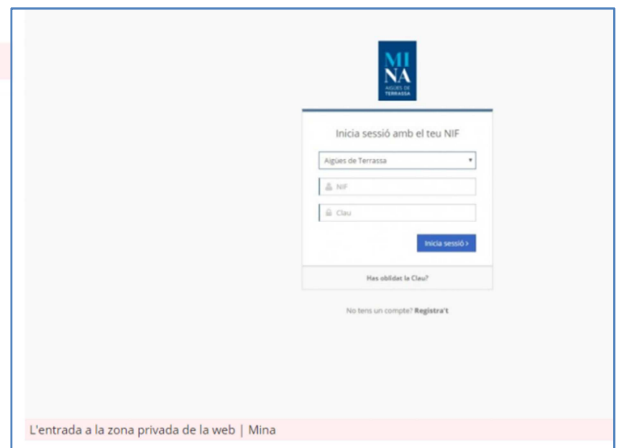 MI
NA
AIGÜES DE
TERRASSA
Inicia sessió amb el teu NIF
Aigües de Terrassa
NIF
Clau
Inicia sessió >
Has oblidat la Clau?
No tens un compte? Registra't
L'entrada a la zona privada de la web | Mina